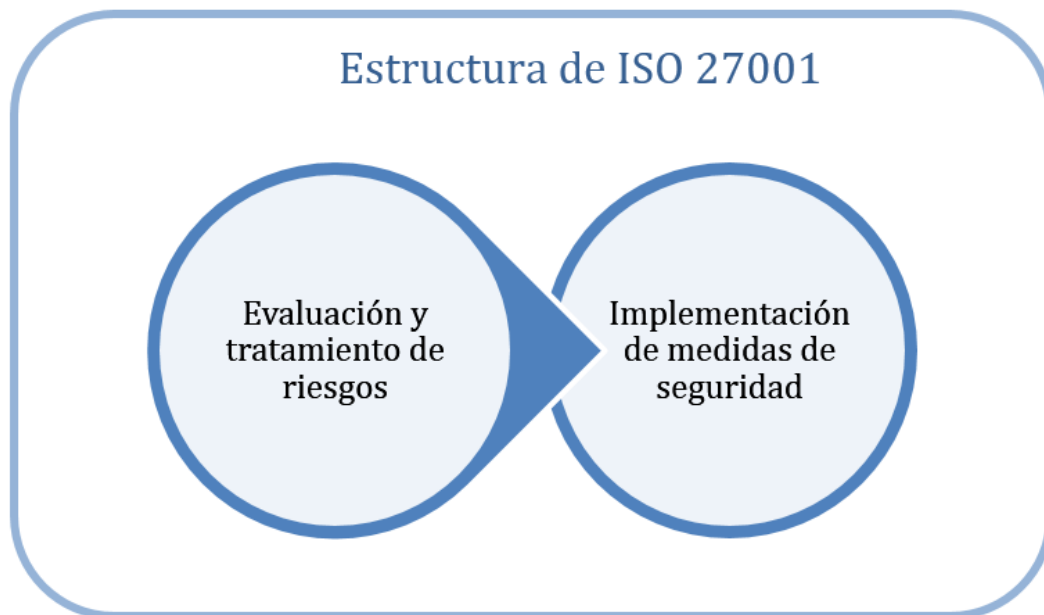 Estructura de ISO 27001
Evaluación y
tratamiento de
riesgos
Implementación
de medidas de
seguridad